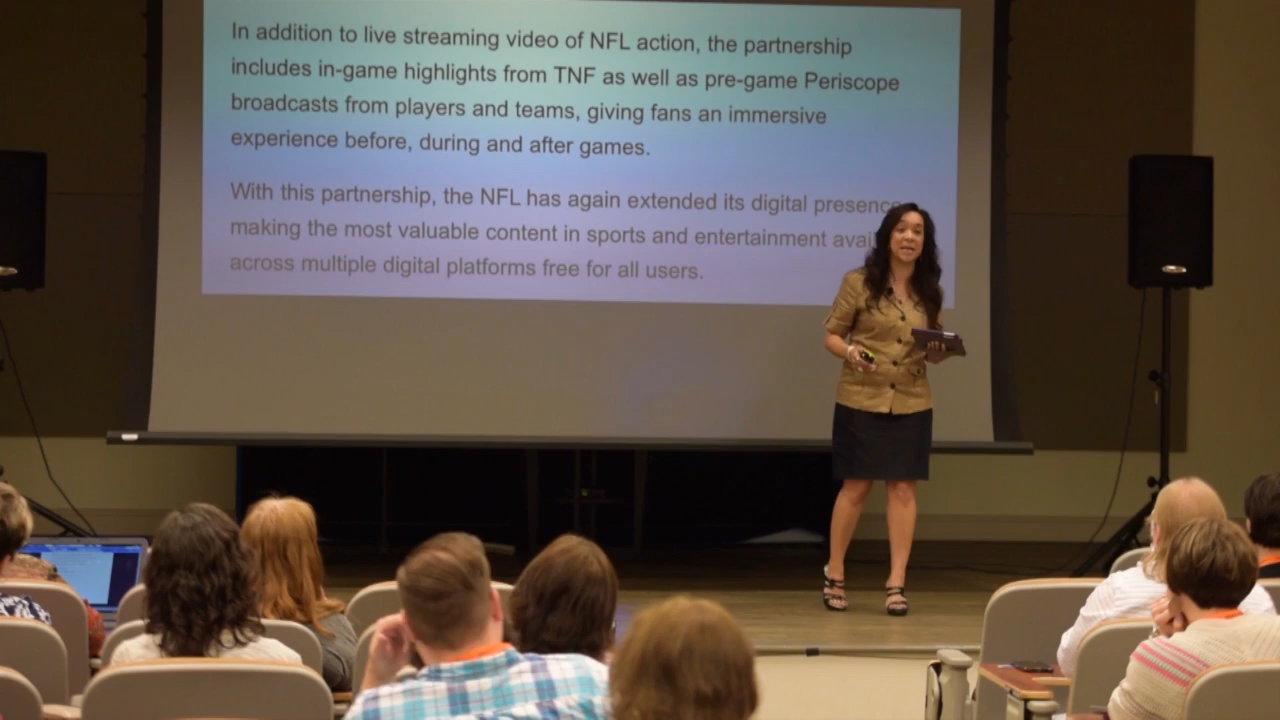 In addition to live streaming video of NFL action, the partnership
includes in-game highlights from TNF as well as pre-game Periscope
broadcasts from players and teams, giving fans an immersive
experience before, during and after games.
With this partnership, the NFL has again extended its digital presence
making the most valuable content in sports and entertainment
across multiple digital platforms free for all users.